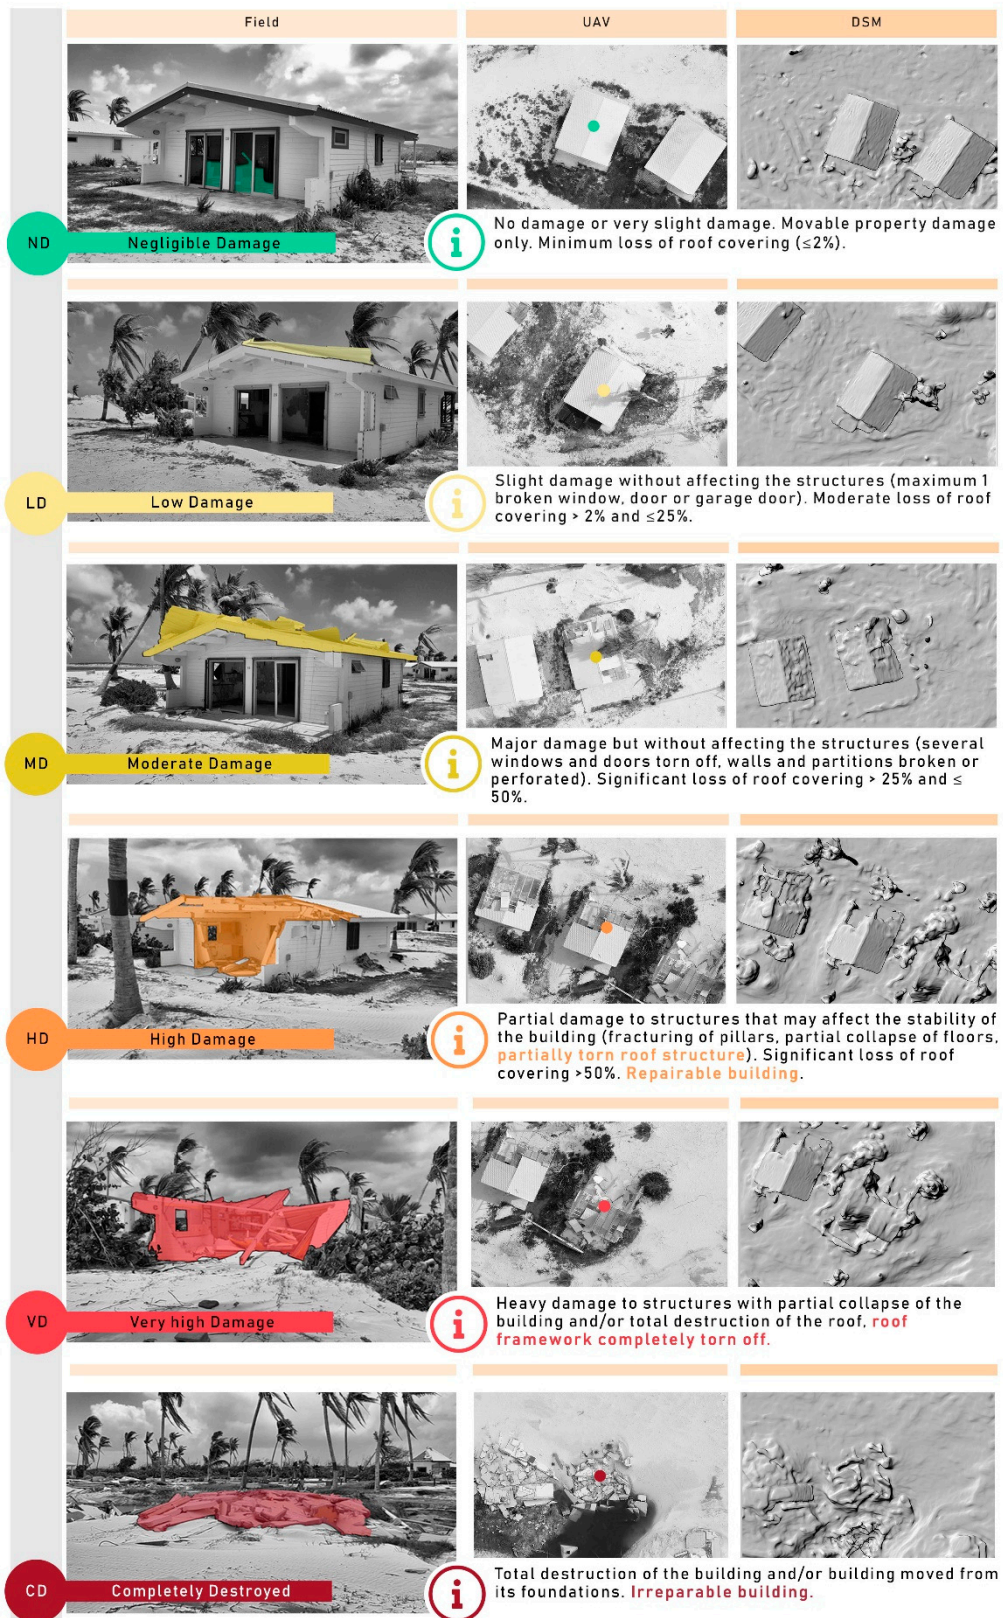 Field
UAV
DSM
ND
Negligible Damage
No damage or very slight damage. Movable property damage
only. Minimum loss of roof covering (≤2%).
LD
Low Damage
Slight damage without affecting the structures (maximum 1
broken window, door or garage door). Moderate loss of roof
covering > 2% and ≤25%.
MD
Moderate Damage
Major damage but without affecting the structures (several
windows and doors torn off, walls and partitions broken or
perforated). Significant loss of roof covering > 25% and ≤
50%.
HD
High Damage
Partial damage to structures that may affect the stability of
the building (fracturing of pillars, partial collapse of floors,
partially torn roof structure). Significant loss of roof
covering >50%. Repairable building.
VD
Very high Damage
Heavy damage to structures with partial collapse of the
building and/or total destruction of the roof, roof
framework completely torn off.
CD
Completely Destroyed
Total destruction of the building and/or building moved from
its foundations. Irreparable building.